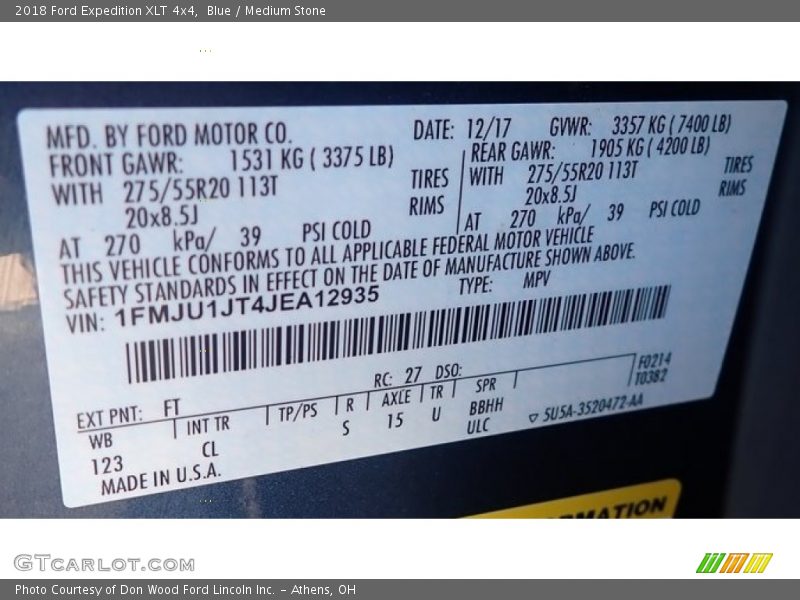 2018 Ford Expedition XLT 4x4,  Blue / Medium Stone
MFD. BY FORD MOTOR CO. DATE: 12/17 GVWR: 3357 KG ( 7400 LB)
FRONT GAWR: 1531 KG ( 3375 LB) REAR GAWR: 1905 KG ( 4200 LB)
WITH 275/55R20 113T TIRES WITH 275/55R20 113T TIRES
20x8.5J RIMS 20x8.5J RIMS
AT 270 kPa/ 39 PSI COLD AT 270 kPa/ 39 PSI COLD
THIS VEHICLE CONFORMS TO ALL APPLICABLE FEDERAL MOTOR VEHICLE
SAFETY STANDARDS IN EFFECT ON THE DATE OF MANUFACTURE SHOWN ABOVE.
VIN: 1FMJU1JT4JEA12935 TYPE: MPV
EXT PNT: FT RC: 27 DSO: F0214
T0382
WB INT TR TP/PS R AXLE TR SPR
123 CL S 15 U BBHH
ULC ▽ 5U5A-3520472-AA
MADE IN U.S.A.
RMATION
GTCARLOT.COM
Photo Courtesy of Don Wood Ford Lincoln Inc. – Athens, OH